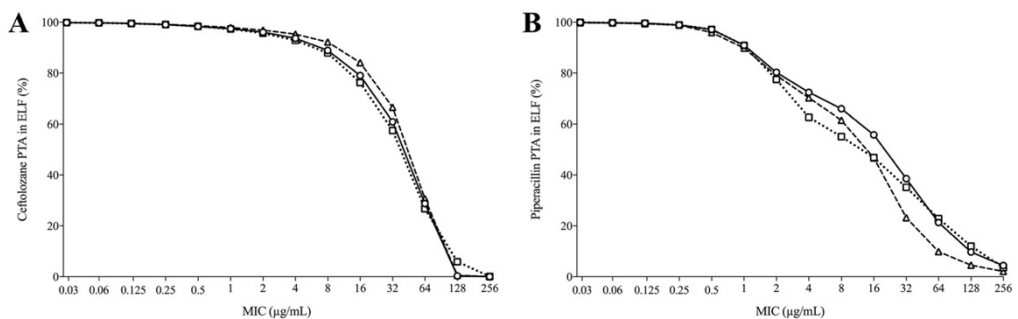 A
Ceftolozane PTA in ELF (%)
100
80
60
40
20
0
0.03 0.06 0.125 0.25 0.5 1 2 4 8 16 32 64 128 256
MIC (µg/mL)
B
Piperacillin PTA in ELF (%)
100
80
60
40
20
0
0.03 0.06 0.125 0.25 0.5 1 2 4 8 16 32 64 128 256
MIC (µg/mL)